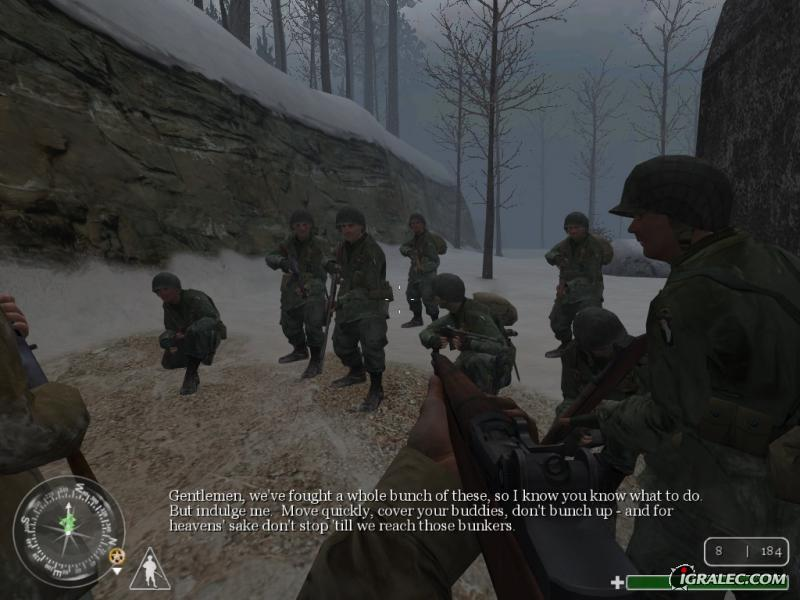 Gentlemen, we've fought a whole bunch of these, so I know you know what to do.
But indulge me. Move quickly, cover your buddies, don't bunch up - and for
heavens' sake don't stop 'till we reach those bunkers.
8 | 184
IGRALEC.COM